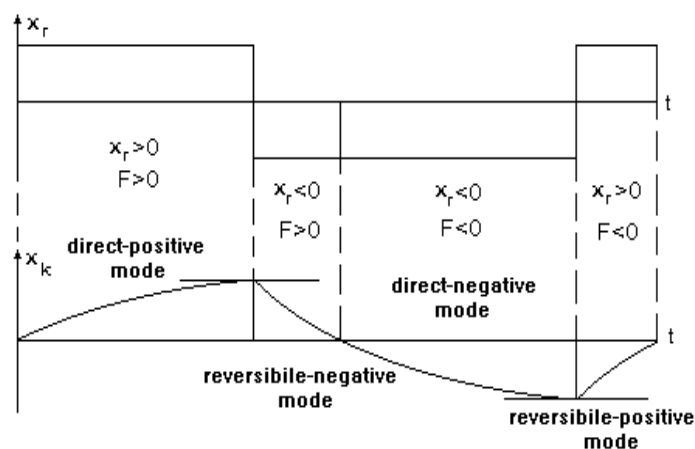 x_r
t
x_r>0
F>0
x_r<0
F>0
x_r<0
F<0
x_r>0
F<0
x_k
direct-positive
mode
direct-negative
mode
t
reversibile-negative
mode
reversibile-positive
mode